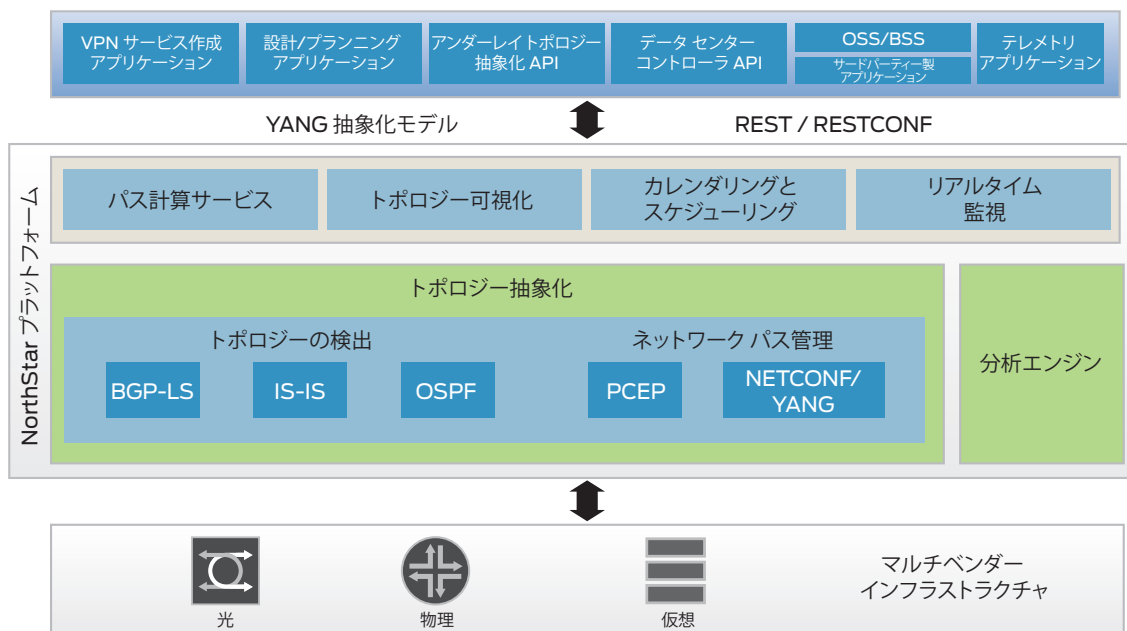 VPN サービス作成
アプリケーション
設計/プランニング
アプリケーション
アンダーレイトポロジー
抽象化 API
データ センター
コントローラ API
OSS/BSS
サードパーティー製
アプリケーション
テレメトリ
アプリケーション
YANG 抽象化モデル
REST / RESTCONF
NorthStar プラットフォーム
パス計算サービス
トポロジー可視化
カレンダリングと
スケジューリング
リアルタイム
監視
トポロジー抽象化
トポロジーの検出
ネットワーク パス管理
BGP-LS
IS-IS
OSPF
PCEP
NETCONF/
YANG
分析エンジン
光
物理
仮想
マルチベンダー
インフラストラクチャ